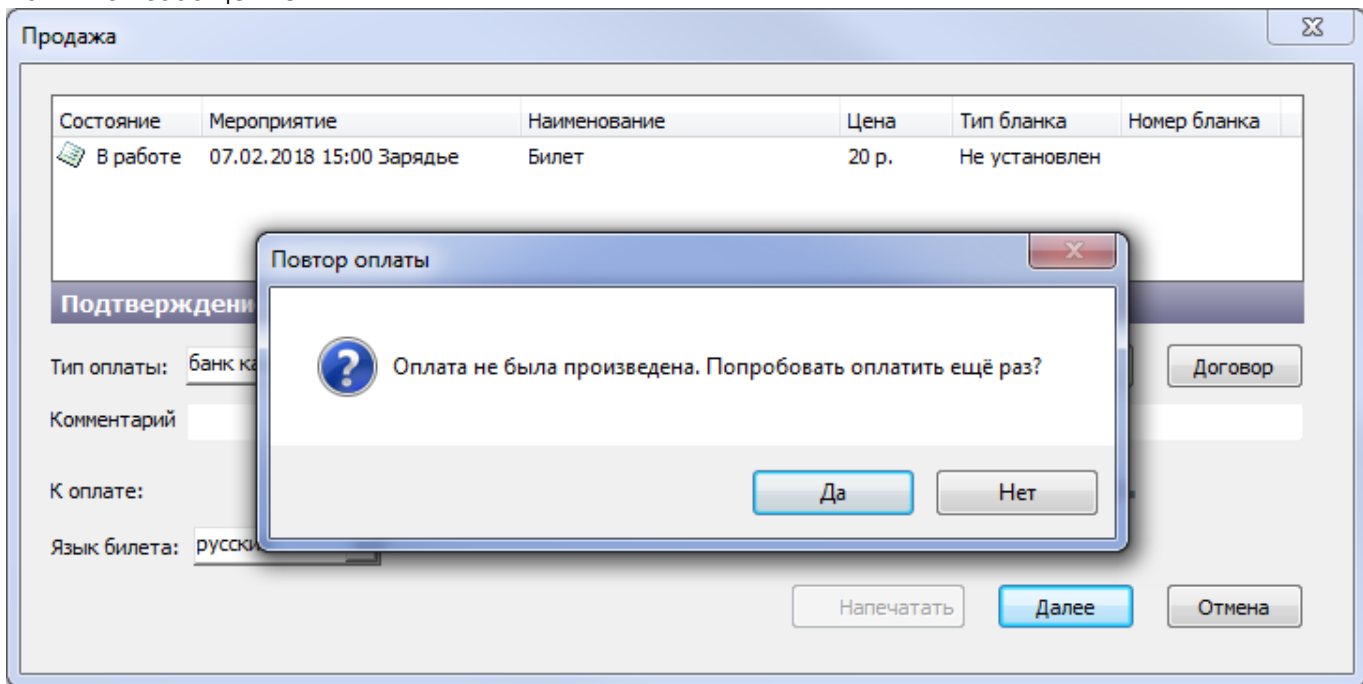 Продажа
Состояние Мероприятие Наименование Цена Тип бланка Номер бланка
В работе 07.02.2018 15:00 Зарядье Билет 20 р. Не установлен
Повтор оплаты
Оплата не была произведена. Попробовать оплатить ещё раз?
Да Нет
Тип оплаты: банк Договор
Комментарий
К оплате:
Язык билета:
Напечатать Далее Отмена